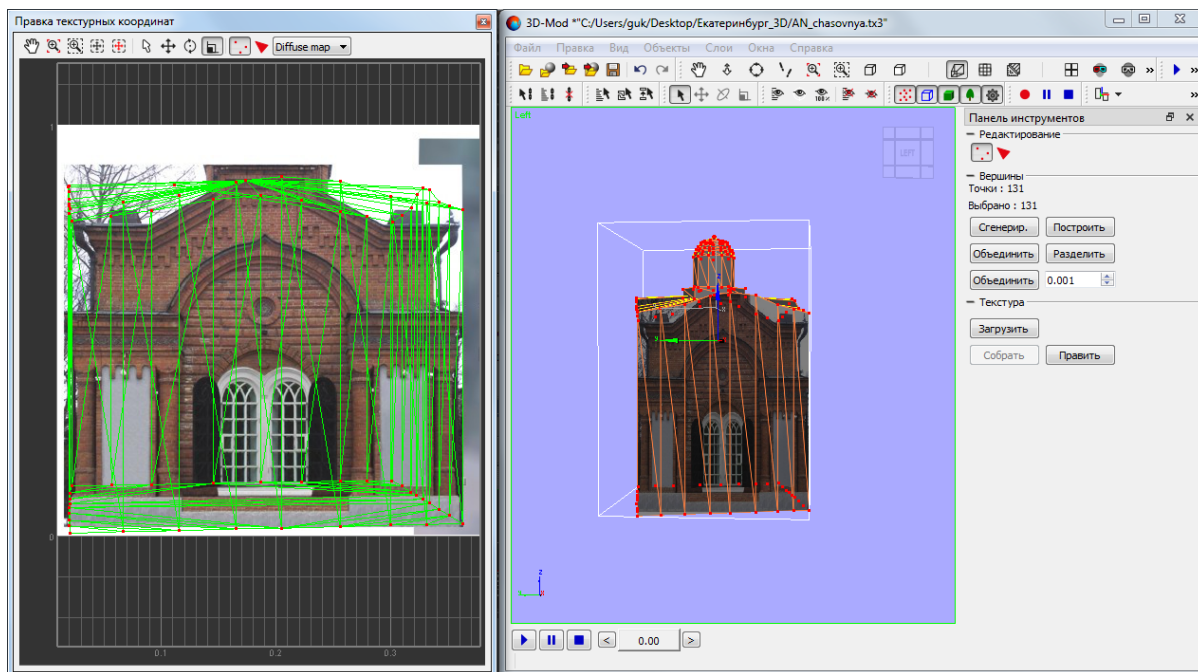 Правка текстурных координат
Diffuse map
1
0
0.1
0.2
0.3
3D-Mod *"C:/Users/guk/Desktop/Екатеринбург_3D/AN_chasovnya.tx3"
Файл Правка Вид Объекты Слои Окна Справка
100%
Left
LEFT
z
y
x
z
x
0.00
Панель инструментов
Редактирование
Вершины
Точки : 131
Выбрано : 131
Сгенерир. Построить
Объединить Разделить
Объединить 0.001
Текстура
Загрузить
Собрать Править